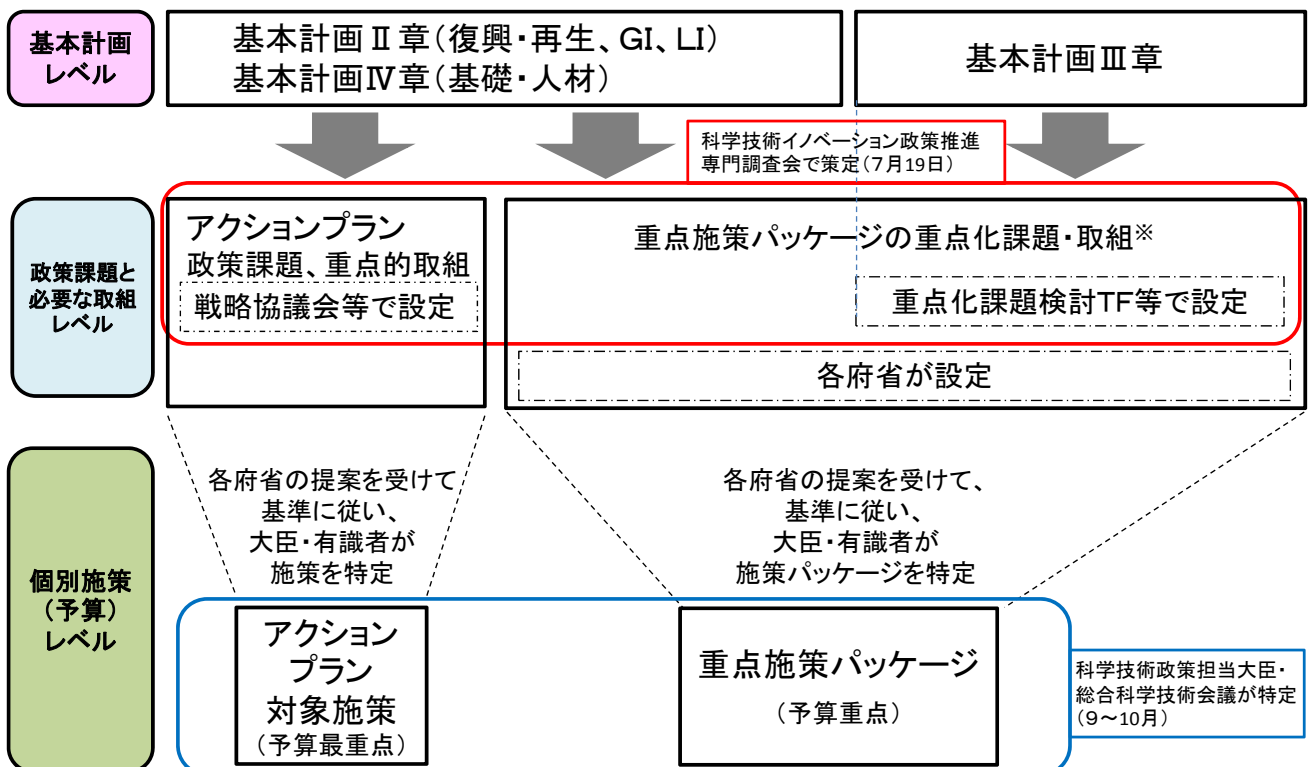 基本計画
レベル
基本計画Ⅱ章（復興・再生、GI、LI）
基本計画Ⅳ章（基礎・人材）
基本計画Ⅲ章
科学技術イノベーション政策推進
専門調査会で策定（7月19日）
政策課題と
必要な取組
レベル
アクションプラン
政策課題、重点的取組
戦略協議会等で設定
重点施策パッケージの重点化課題・取組※
重点化課題検討TF等で設定
各府省が設定
個別施策
（予算）
レベル
各府省の提案を受けて
基準に従い、
大臣・有識者が
施策を特定
各府省の提案を受けて、
基準に従い、
大臣・有識者が
施策パッケージを特定
アクション
プラン
対象施策
（予算最重点）
重点施策パッケージ
（予算重点）
科学技術政策担当大臣・
総合科学技術会議が特定
（9～10月）